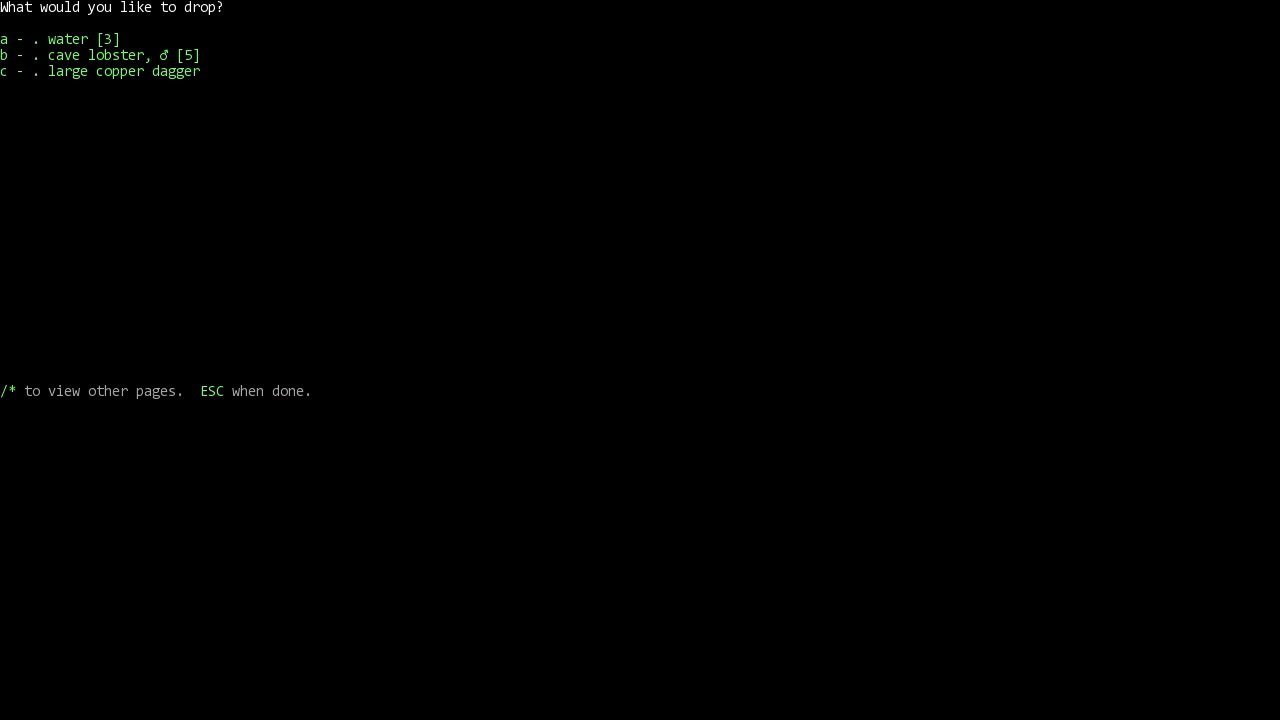 What would you like to drop?
a - . water [3]
b - . cave lobster, ♂ [5]
c - . large copper dagger
/* to view other pages.  ESC when done.